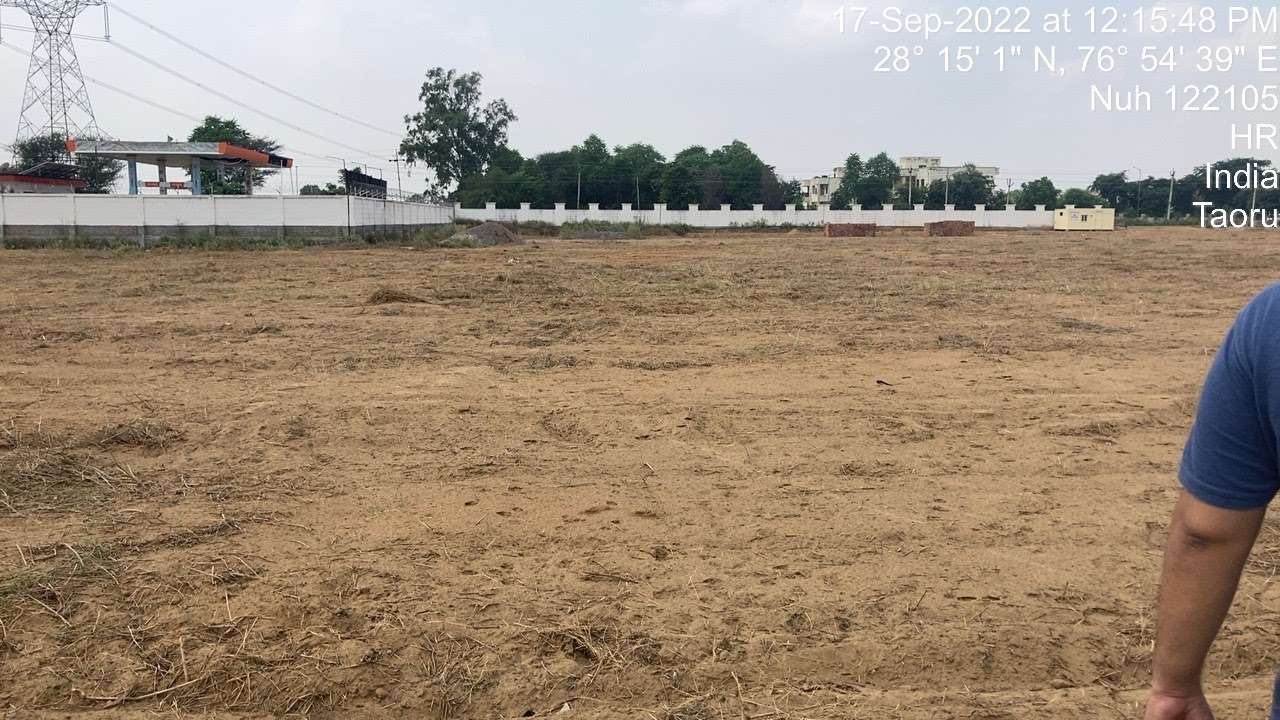 17-Sep-2022 at 12:15:48 PM
28° 15' 1" N, 76° 54' 39" E
Nuh 122105
HR
India
Taoru